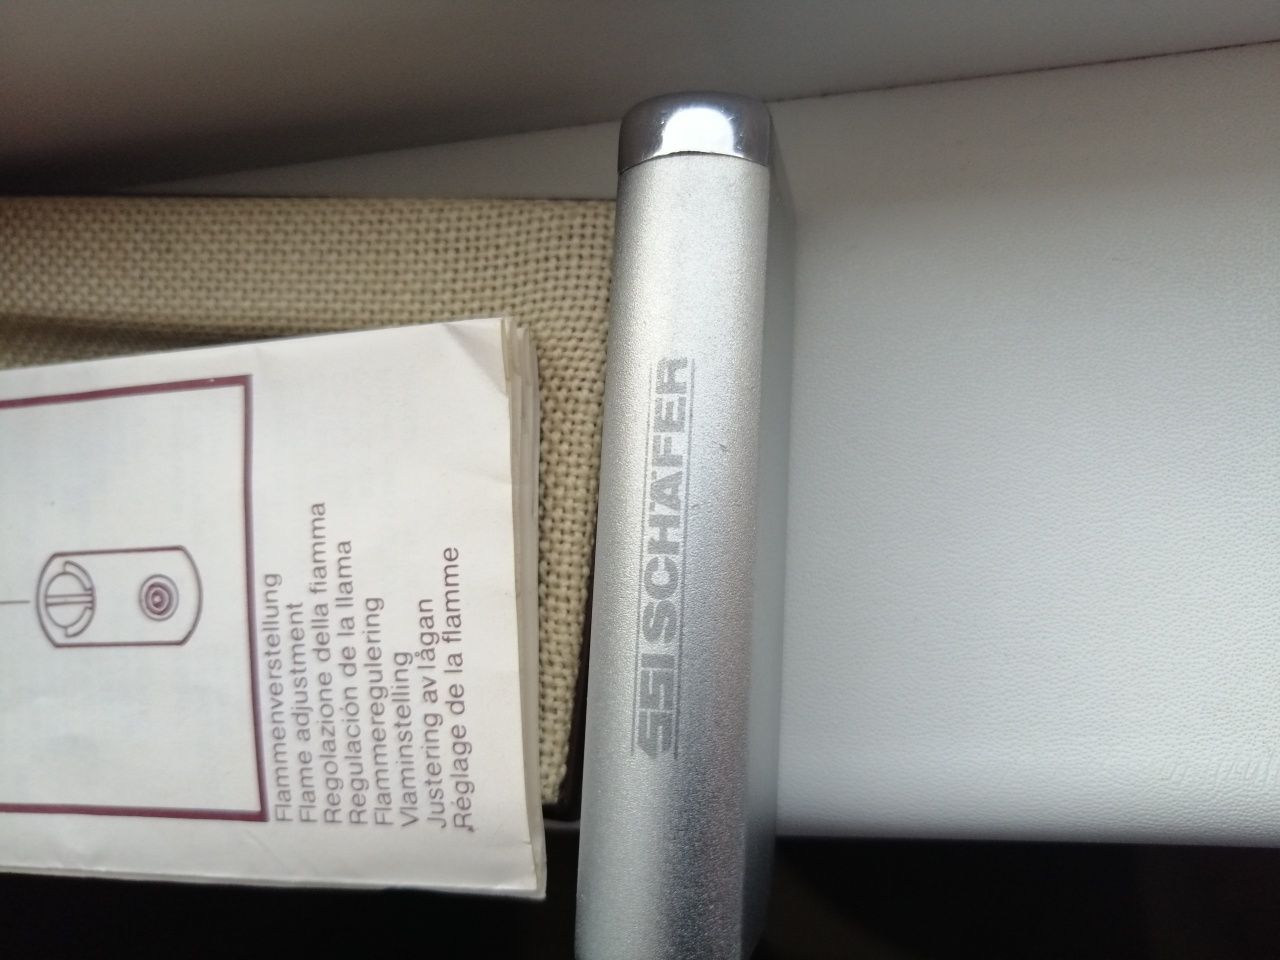 Flammenverstellung
Flame adjustment
Regolazione della fiamma
Regulación de la llama
Flammeregulering
Vlaminstelling
Justering av lågan
Réglage de la flamme
SSI SCHÄFER